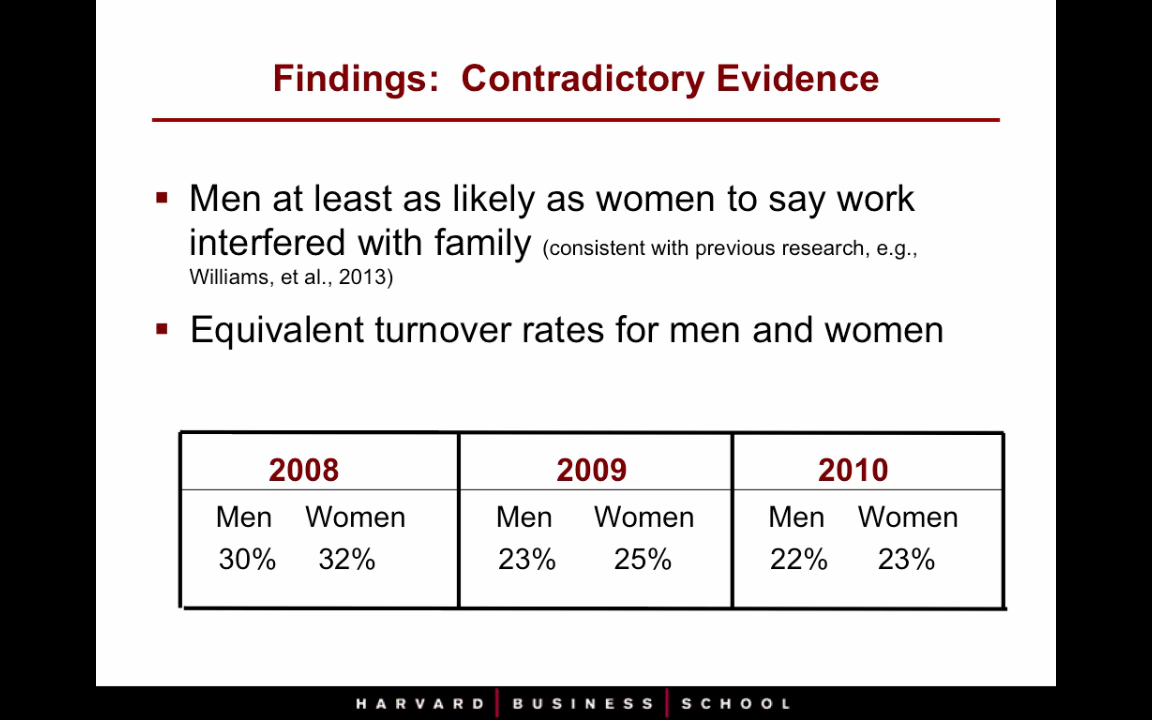 Findings: Contradictory Evidence
▪ Men at least as likely as women to say work
interfered with family (consistent with previous research, e.g.,
Williams, et al., 2013)
▪ Equivalent turnover rates for men and women
2008 2009 2010
Men Women Men Women Men Women
30% 32% 23% 25% 22% 23%
HARVARD | BUSINESS | SCHOOL